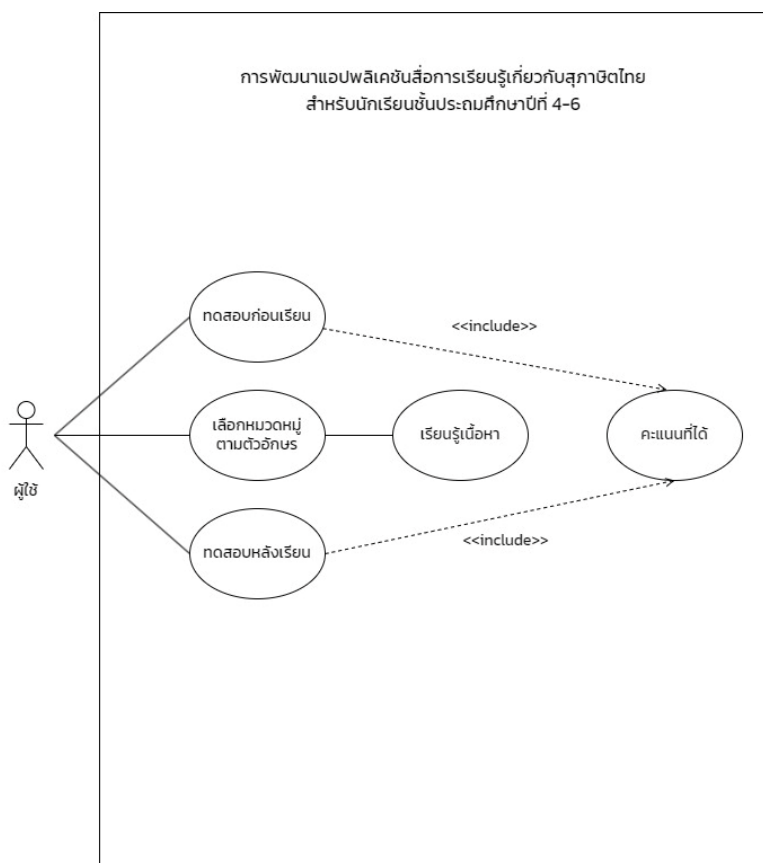 การพัฒนาแอปพลิเคชันสื่อการเรียนรู้เกี่ยวกับสุภาษิตไทย
สำหรับนักเรียนชั้นประถมศึกษาปีที่ 4-6
ทดสอบก่อนเรียน
<<include>>
เลือกหมวดหมู่
ตามตัวอักษร
เรียนรู้เนื้อหา
คะแนนที่ได้
ผู้ใช้
ทดสอบหลังเรียน
<<include>>